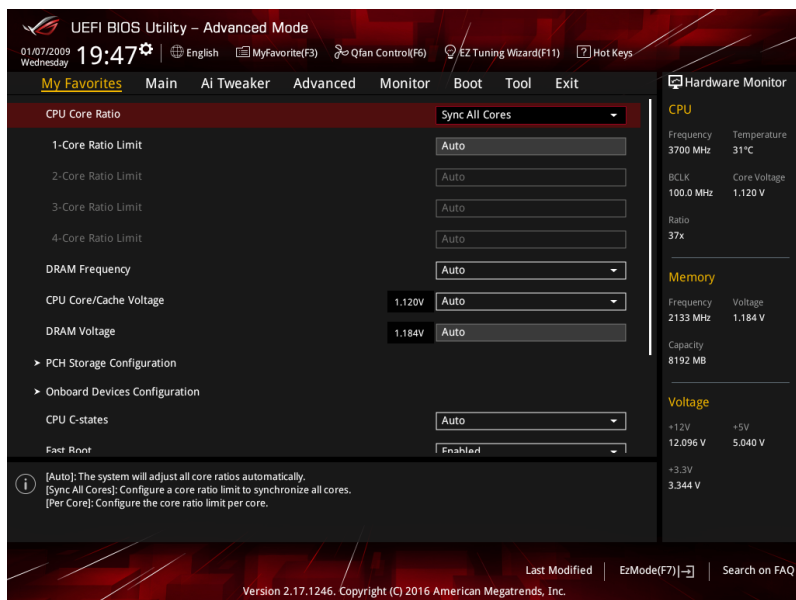 UEFI BIOS Utility – Advanced Mode
01/07/2009 Wednesday 19:47 English MyFavorite(F3) Qfan Control(F6) EZ Tuning Wizard(F11) ? Hot Keys
My Favorites Main Ai Tweaker Advanced Monitor Boot Tool Exit
CPU Core Ratio Sync All Cores
1-Core Ratio Limit Auto
2-Core Ratio Limit Auto
3-Core Ratio Limit Auto
4-Core Ratio Limit Auto
DRAM Frequency Auto
CPU Core/Cache Voltage 1.120V Auto
DRAM Voltage 1.184V Auto
> PCH Storage Configuration
> Onboard Devices Configuration
CPU C-states Auto
Fast Boot Enabled
i
[Auto]: The system will adjust all core ratios automatically.
[Sync All Cores]: Configure a core ratio limit to synchronize all cores.
[Per Core]: Configure the core ratio limit per core.
Hardware Monitor
CPU
Frequency Temperature
3700 MHz 31°C
BCLK Core Voltage
100.0 MHz 1.120 V
Ratio
37x
Memory
Frequency Voltage
2133 MHz 1.184 V
Capacity
8192 MB
Voltage
+12V +5V
12.096 V 5.040 V
+3.3V
3.344 V
Last Modified EzMode(F7) Search on FAQ
Version 2.17.1246. Copyright (C) 2016 American Megatrends, Inc.